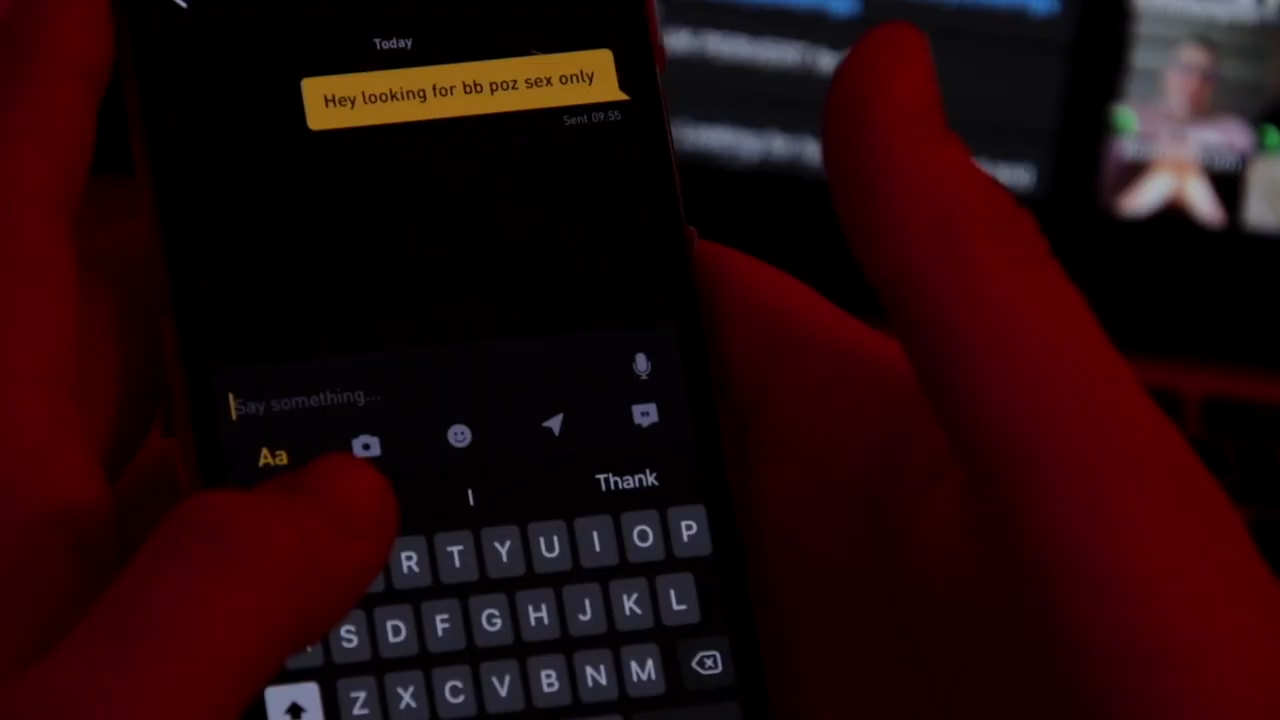 Today
Hey looking for bb poz sex only
Sent 09:55
Say something...
Aa
I
Thank
R T Y U I O P
S D F G H J K L
Z X C V B N M